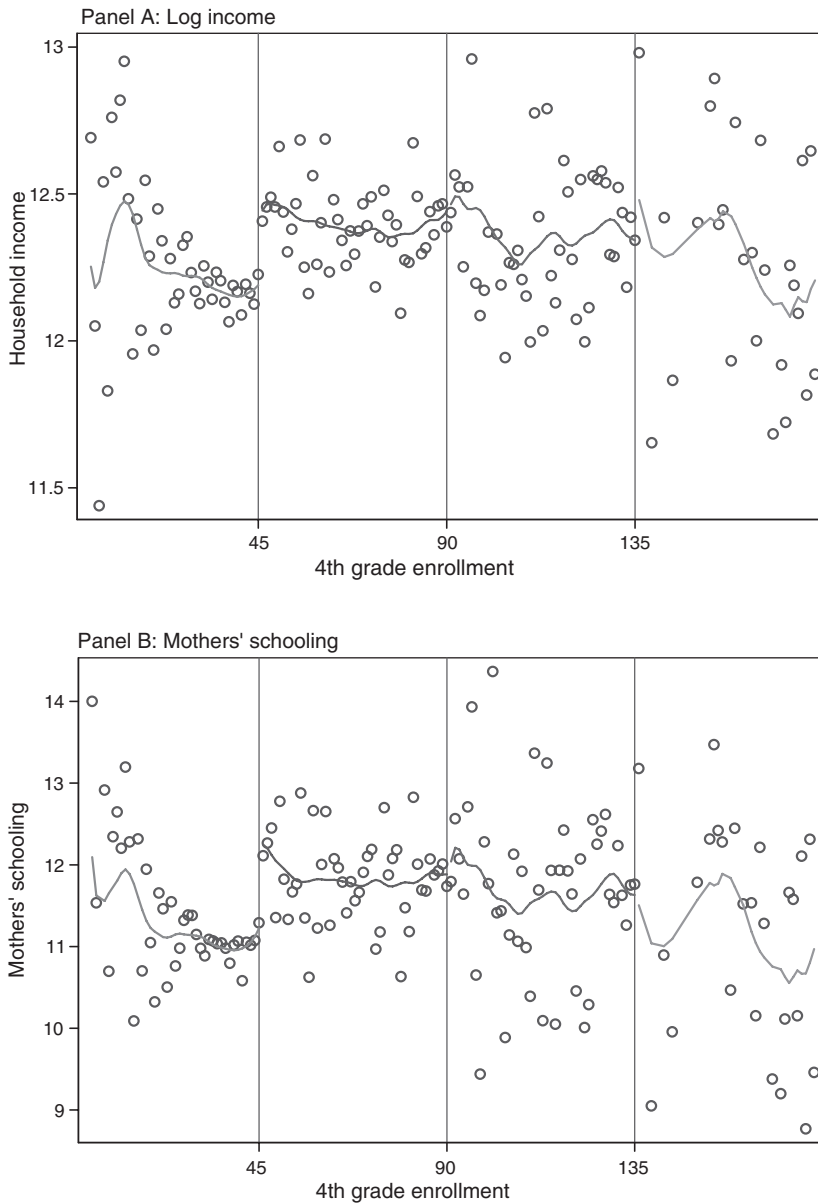 Panel A: Log income
13
12.5
12
11.5
Household income
45
90
135
4th grade enrollment
Panel B: Mothers' schooling
14
13
12
11
10
9
Mothers' schooling
45
90
135
4th grade enrollment